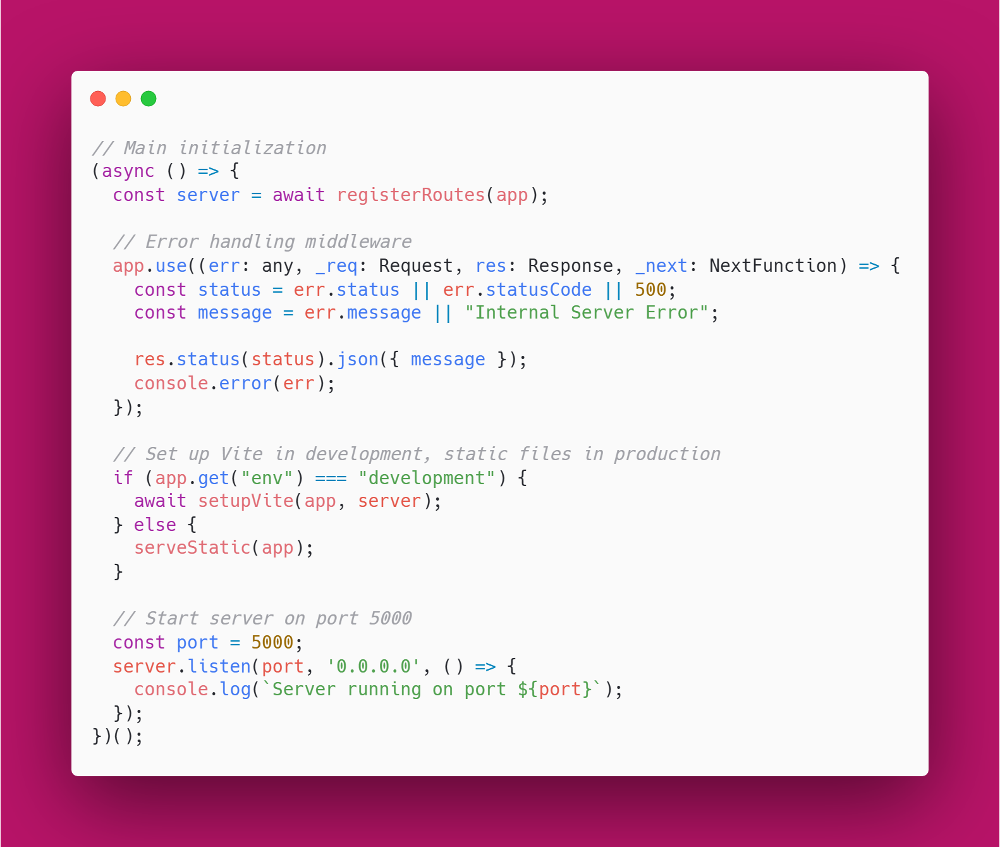 // Main initialization
(async () => {
  const server = await registerRoutes(app);

  // Error handling middleware
  app.use((err: any, _req: Request, res: Response, _next: NextFunction) => {
    const status = err.status || err.statusCode || 500;
    const message = err.message || "Internal Server Error";

    res.status(status).json({ message });
    console.error(err);
  });

  // Set up Vite in development, static files in production
  if (app.get("env") === "development") {
    await setupVite(app, server);
  } else {
    serveStatic(app);
  }

  // Start server on port 5000
  const port = 5000;
  server.listen(port, '0.0.0.0', () => {
    console.log(`Server running on port ${port}`);
  });
})();